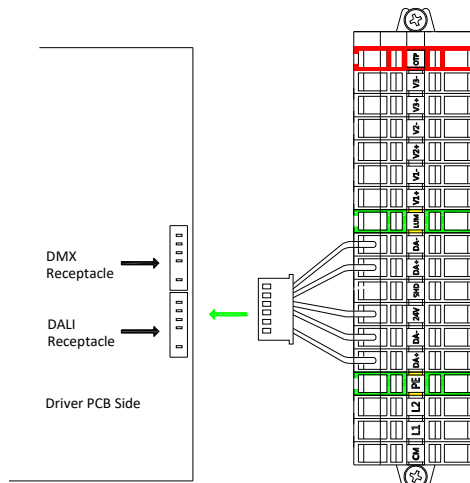 DMX
Receptacle
DALI
Receptacle
Driver PCB Side
OTP
V3-
V3+
V2-
V2+
V1-
V1+
LUM
DA-
DA+
SHD
24V
DA-
DA+
PE
L2
L1
CM